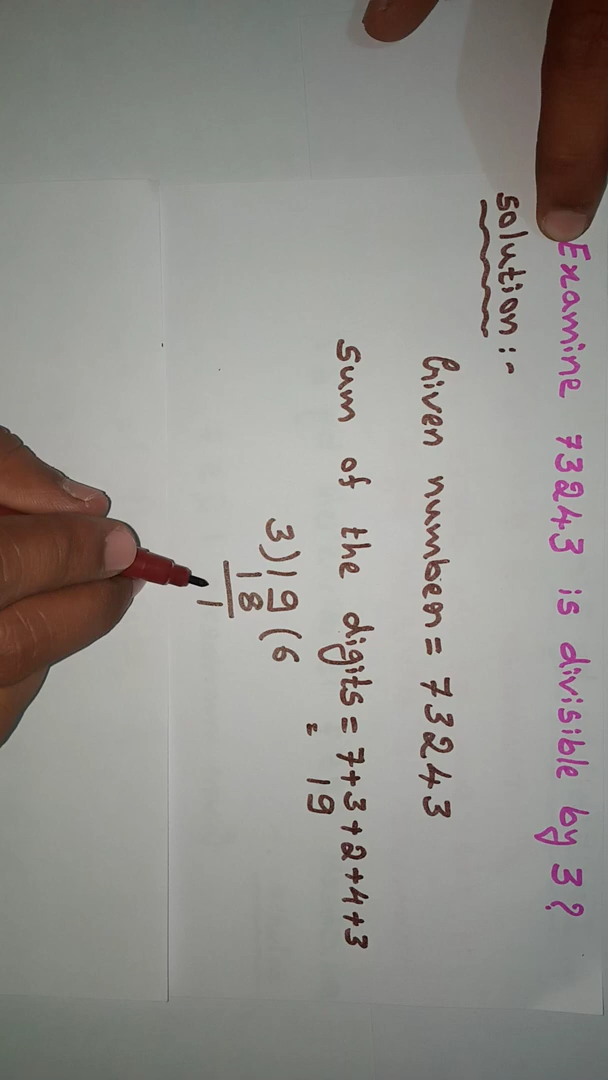 Examine 73243 is divisible by 3?
Solution :-
Given number = 73243
Sum of the digits = 7+3+2+4+3
= 19
3)19(6
18
1